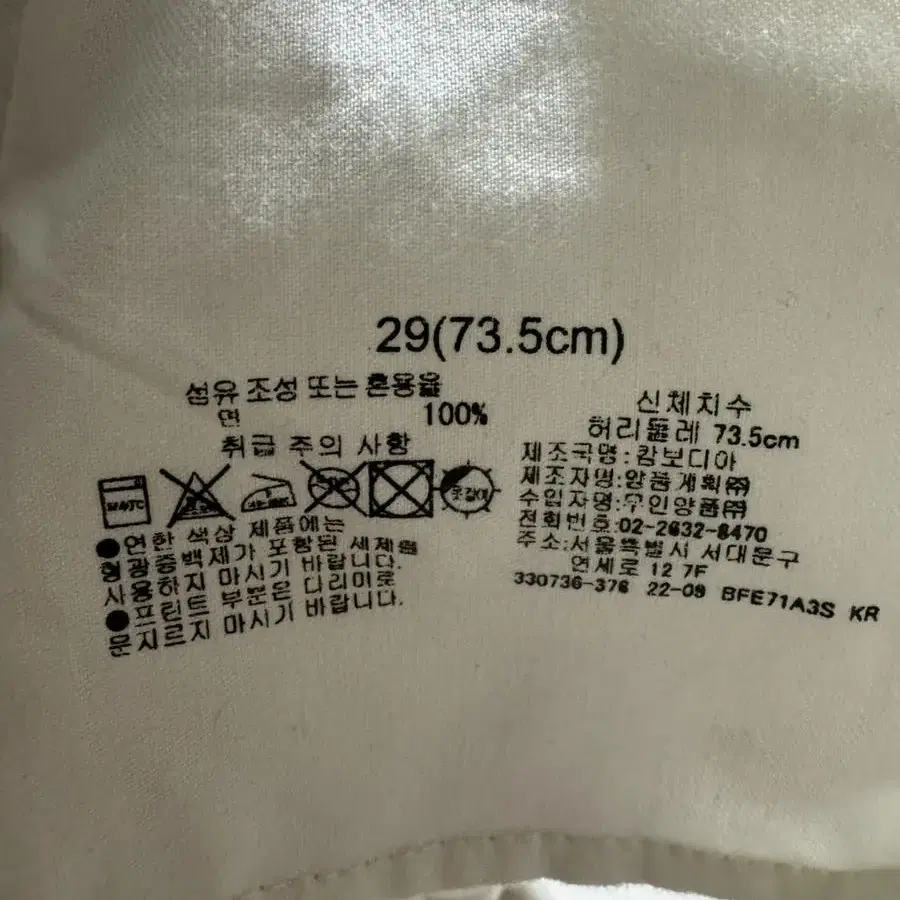 29(73.5cm)
섬유 조성 또는 혼용율
면 100%
취급 주의 사항
옷걸이
●연한 색상 제품에는
형광증백제가 포함된 세제를
사용하지 마시기 바랍니다.
●프린트 부분은 다리미로
문지르지 마시기 바랍니다.
신체치수
허리둘레 73.5cm
제조국명:캄보디아
제조자명:양품계획㈜
수입자명:무인양품㈜
전화번호:02-2632-8470
주소:서울특별시 서대문구
연세로 12 7F
330736-376 22-09 BFE71A3S KR